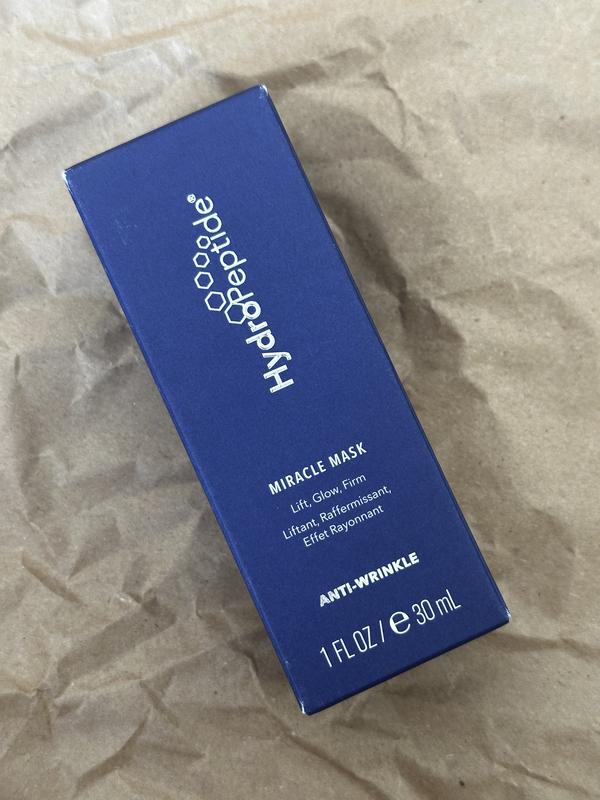 HydroPeptide®
MIRACLE MASK
Lift, Glow, Firm
Liftant, Raffermissant,
Effet Rayonnant
ANTI-WRINKLE
1 FL OZ / ℮ 30 mL